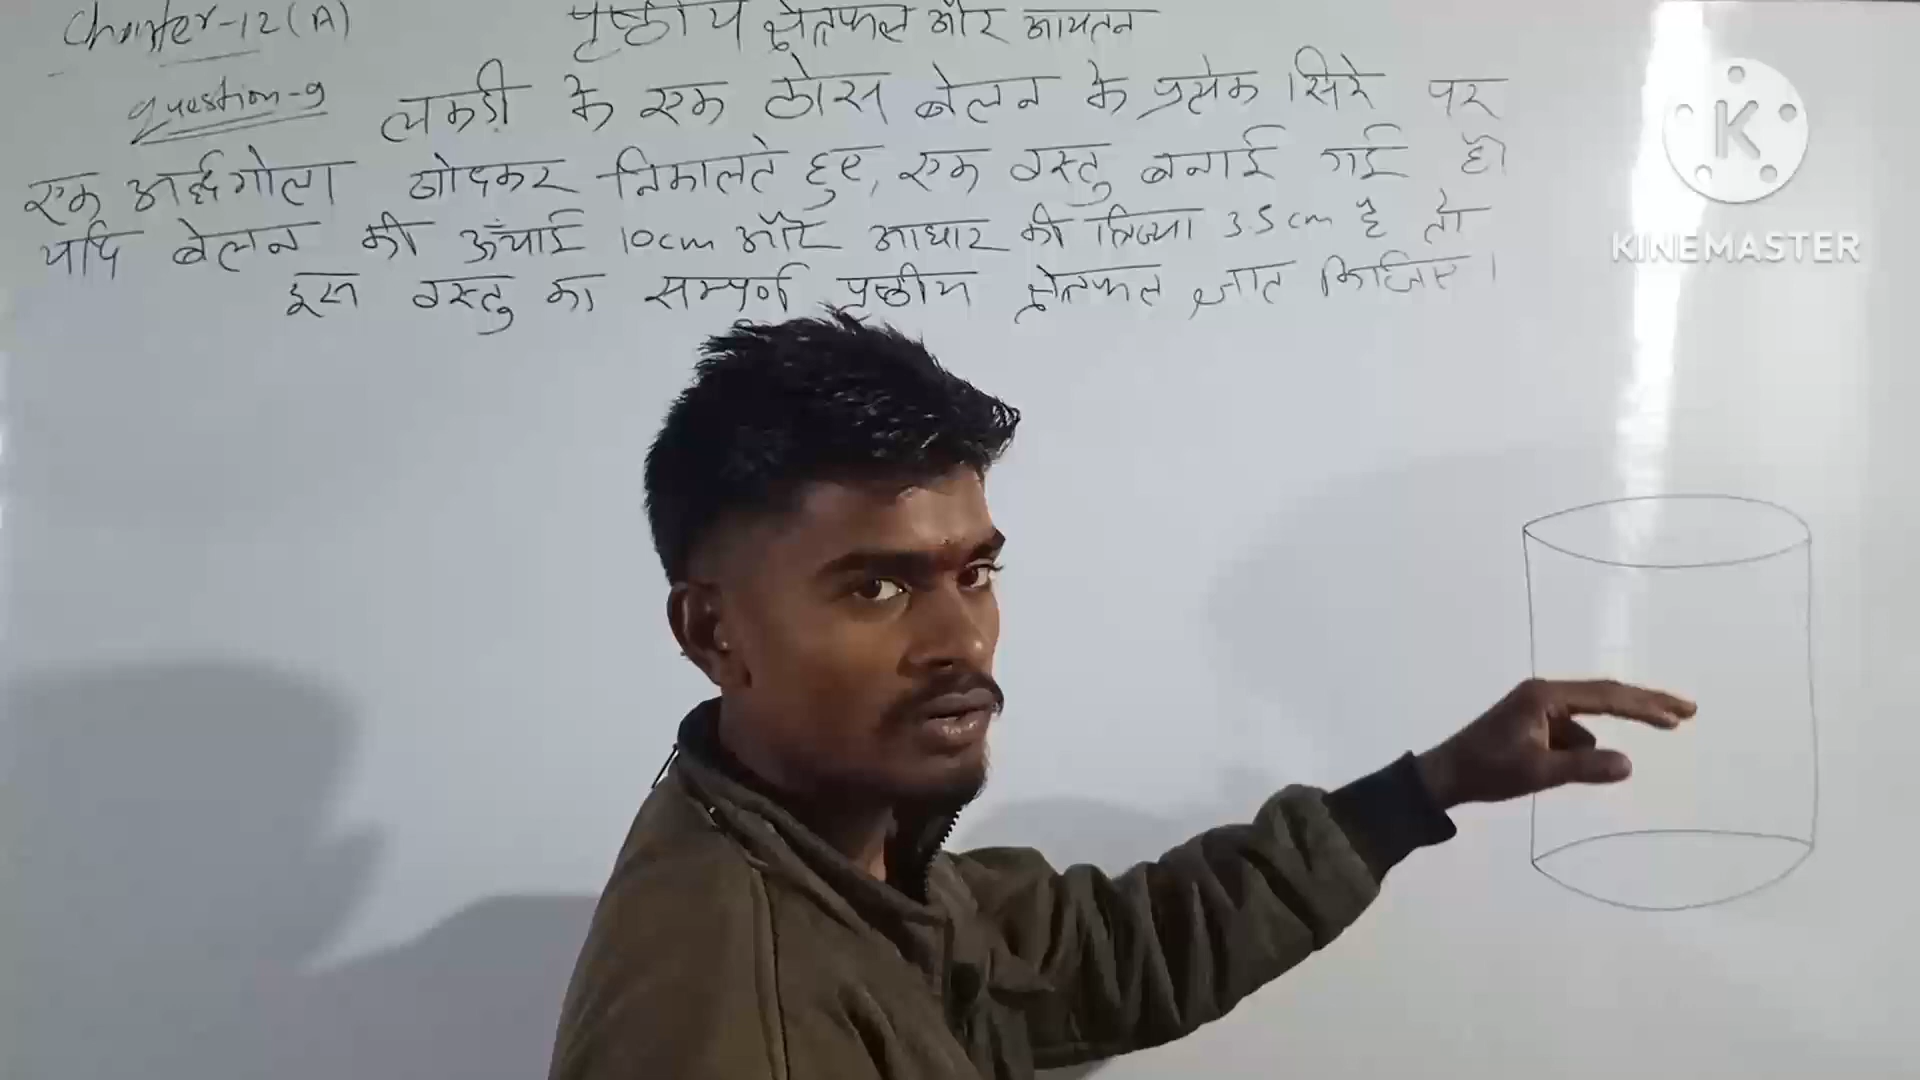 Chapter-12(A) पृष्ठीय क्षेत्रफल और आयतन
Question-9 लकड़ी के एक ठोस बेलन के प्रत्येक सिरे पर
एक अर्द्धगोला खोदकर निकालते हुए, एक वस्तु बनाई गई है।
यदि बेलन की ऊँचाई 10cm और आधार की त्रिज्या 3.5cm है तो
इस वस्तु का सम्पूर्ण पृष्ठीय क्षेत्रफल ज्ञात किजिए।
K
KINEMASTER